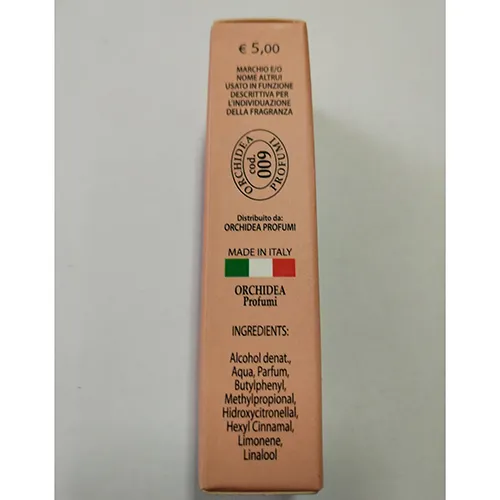 € 5,00
MARCHIO E/O
NOME ALTRUI
USATO IN FUNZIONE
DESCRITTIVA PER
L'INDIVIDUAZIONE
DELLA FRAGRANZA
ORCHIDEA
cod.
009
PROFUMI
Distribuito da:
ORCHIDEA PROFUMI
MADE IN ITALY
ORCHIDEA
Profumi
INGREDIENTS:
Alcohol denat.,
Aqua, Parfum,
Butylphenyl,
Methylpropional,
Hidroxycitronellal,
Hexyl Cinnamal,
Limonene,
Linalool